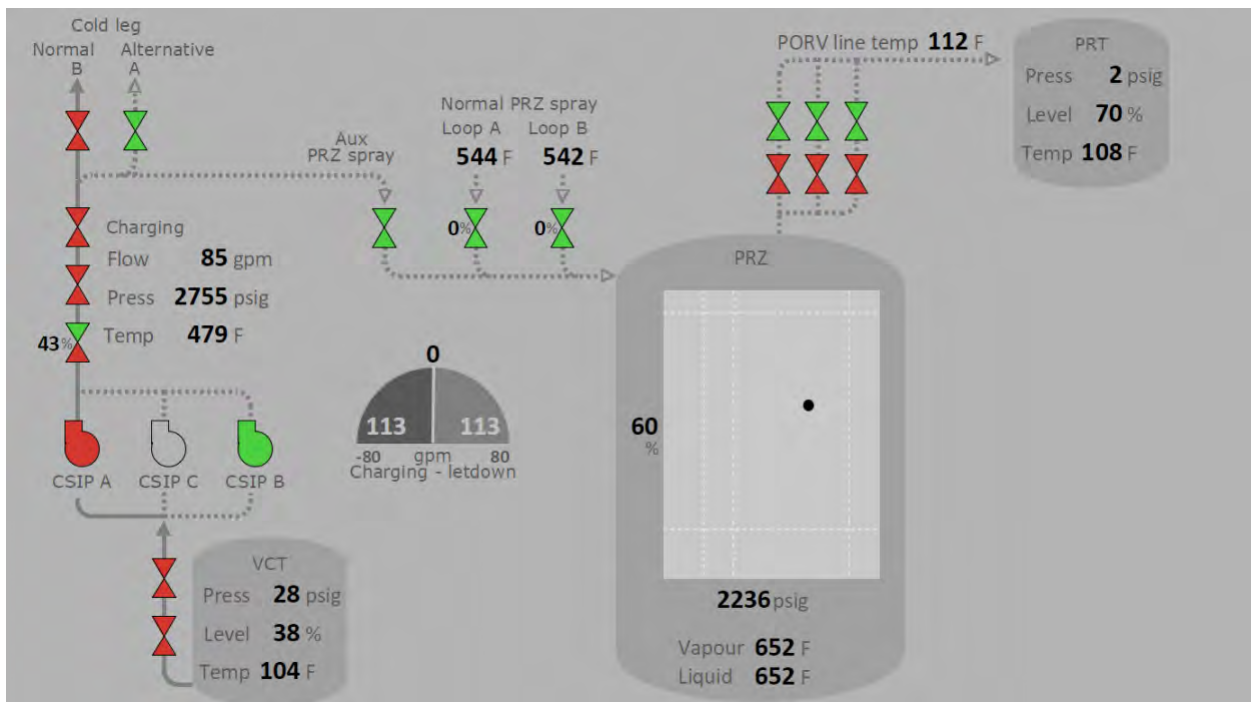 Cold leg
Normal Alternative
B A
PORV line temp 112 F
PRT
Press 2 psig
Level 70 %
Temp 108 F
Normal PRZ spray
Loop A Loop B
544 F 542 F
Aux
PRZ spray
0% 0%
Charging
Flow 85 gpm
Press 2755 psig
Temp 479 F
43%
PRZ
0
113 113
-80 gpm 80
Charging - letdown
60
%
CSIP A CSIP C CSIP B
VCT
Press 28 psig
Level 38 %
Temp 104 F
2236 psig
Vapour 652 F
Liquid 652 F